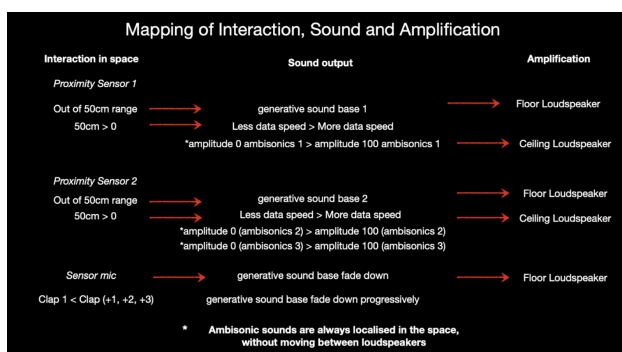 Mapping of Interaction, Sound and Amplification
Interaction in space Sound output Amplification
Proximity Sensor 1
Out of 50cm range generative sound base 1 Floor Loudspeaker
50cm > 0 Less data speed > More data speed
*amplitude 0 ambisonics 1 > amplitude 100 ambisonics 1 Ceiling Loudspeaker
Proximity Sensor 2
Out of 50cm range generative sound base 2 Floor Loudspeaker
50cm > 0 Less data speed > More data speed Ceiling Loudspeaker
*amplitude 0 (ambisonics 2) > amplitude 100 (ambisonics 2)
*amplitude 0 (ambisonics 3) > amplitude 100 (ambisonics 3)
Sensor mic generative sound base fade down Floor Loudspeaker
Clap 1 < Clap (+1, +2, +3) generative sound base fade down progressively
* Ambisonic sounds are always localised in the space,
without moving between loudspeakers